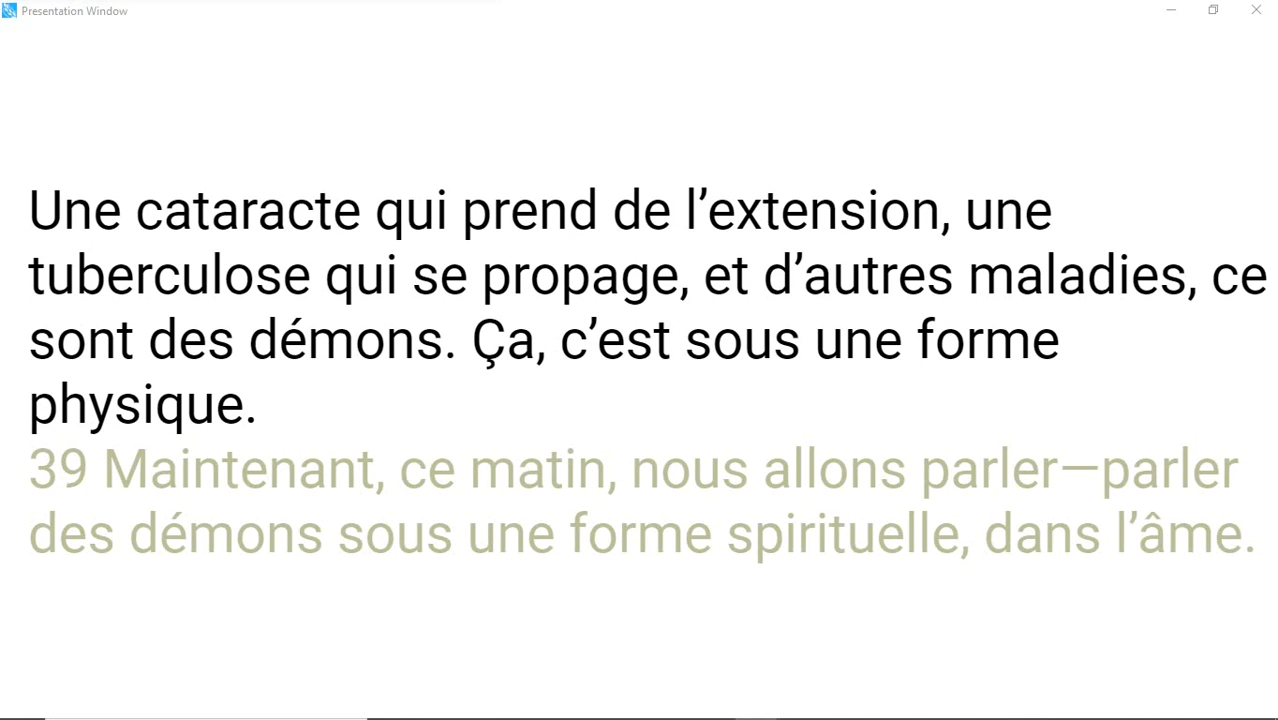 Presentation Window
Une cataracte qui prend de l’extension, une
tuberculose qui se propage, et d’autres maladies, ce
sont des démons. Ça, c’est sous une forme
physique.
39 Maintenant, ce matin, nous allons parler—parler
des démons sous une forme spirituelle, dans l’âme.